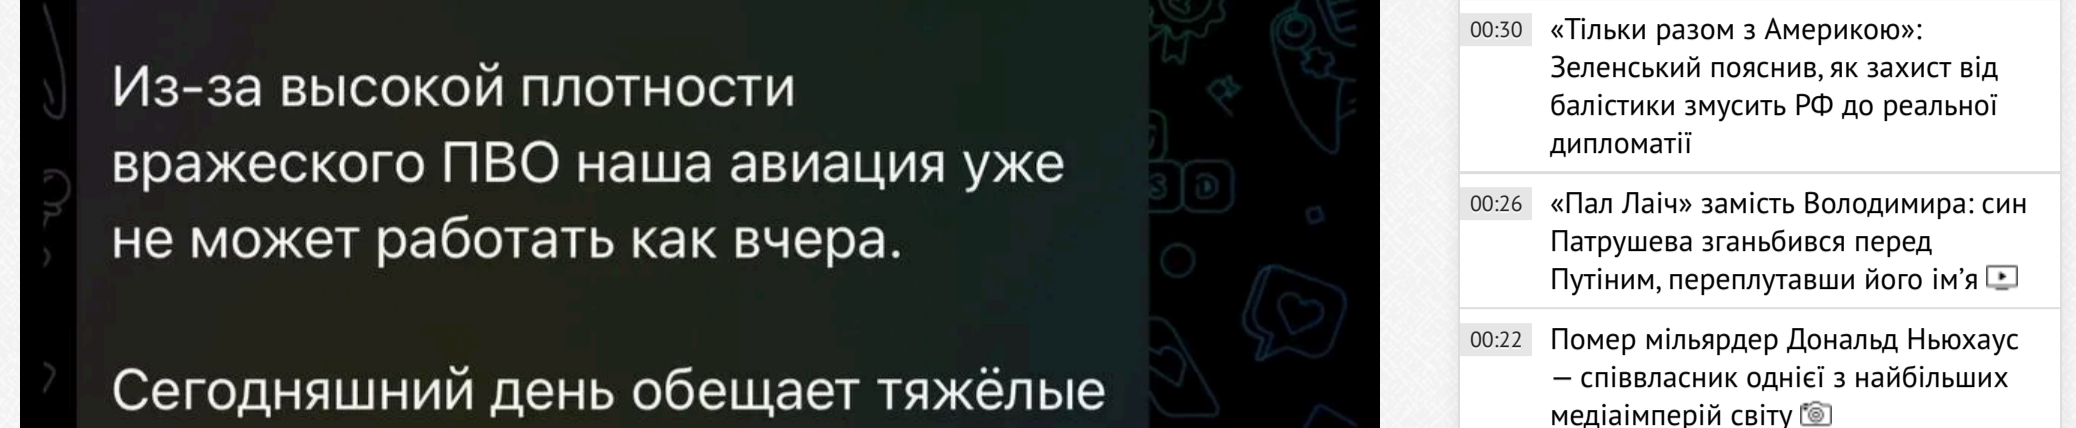 Из-за высокой плотности
вражеского ПВО наша авиация уже
не может работать как вчера.
Сегодняшний день обещает тяжёлые
00:30
«Тільки разом з Америкою»:
Зеленський пояснив, як захист від
балістики змусить РФ до реальної
дипломатії
00:26
«Пал Лаіч» замість Володимира: син
Патрушева зганьбився перед
Путіним, переплутавши його ім’я
00:22
Помер мільярдер Дональд Ньюхаус
— співвласник однієї з найбільших
медіаімперій світу